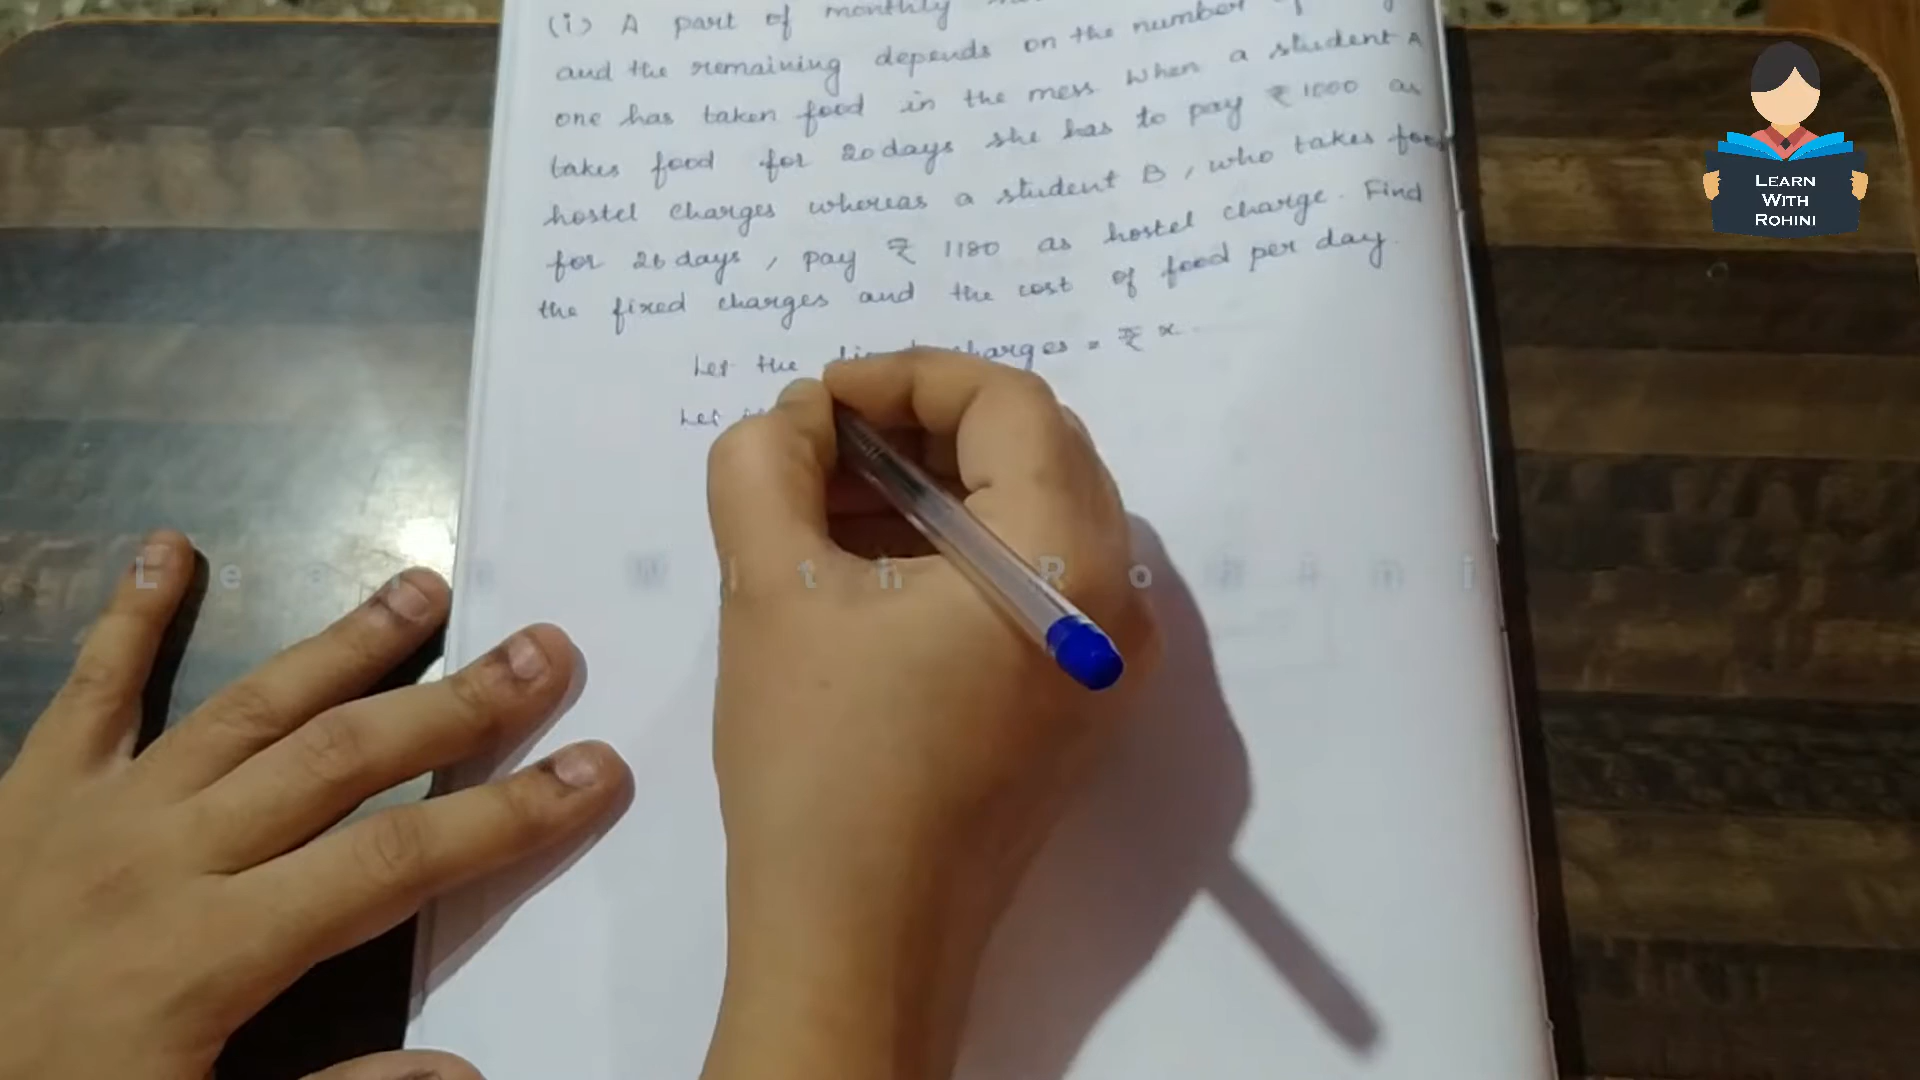 (i) A part of monthly
and the remaining depends on the number
one has taken food in the mess. When a student A
takes food for 20 days she has to pay ₹ 1000 as
hostel charges whereas a student B, who takes food
for 26 days, pay ₹ 1180 as hostel charge. Find
the fixed charges and the cost of food per day.
Let the charges = ₹ x.
Let
LEARN
WITH
ROHINI
Learn With Rohini